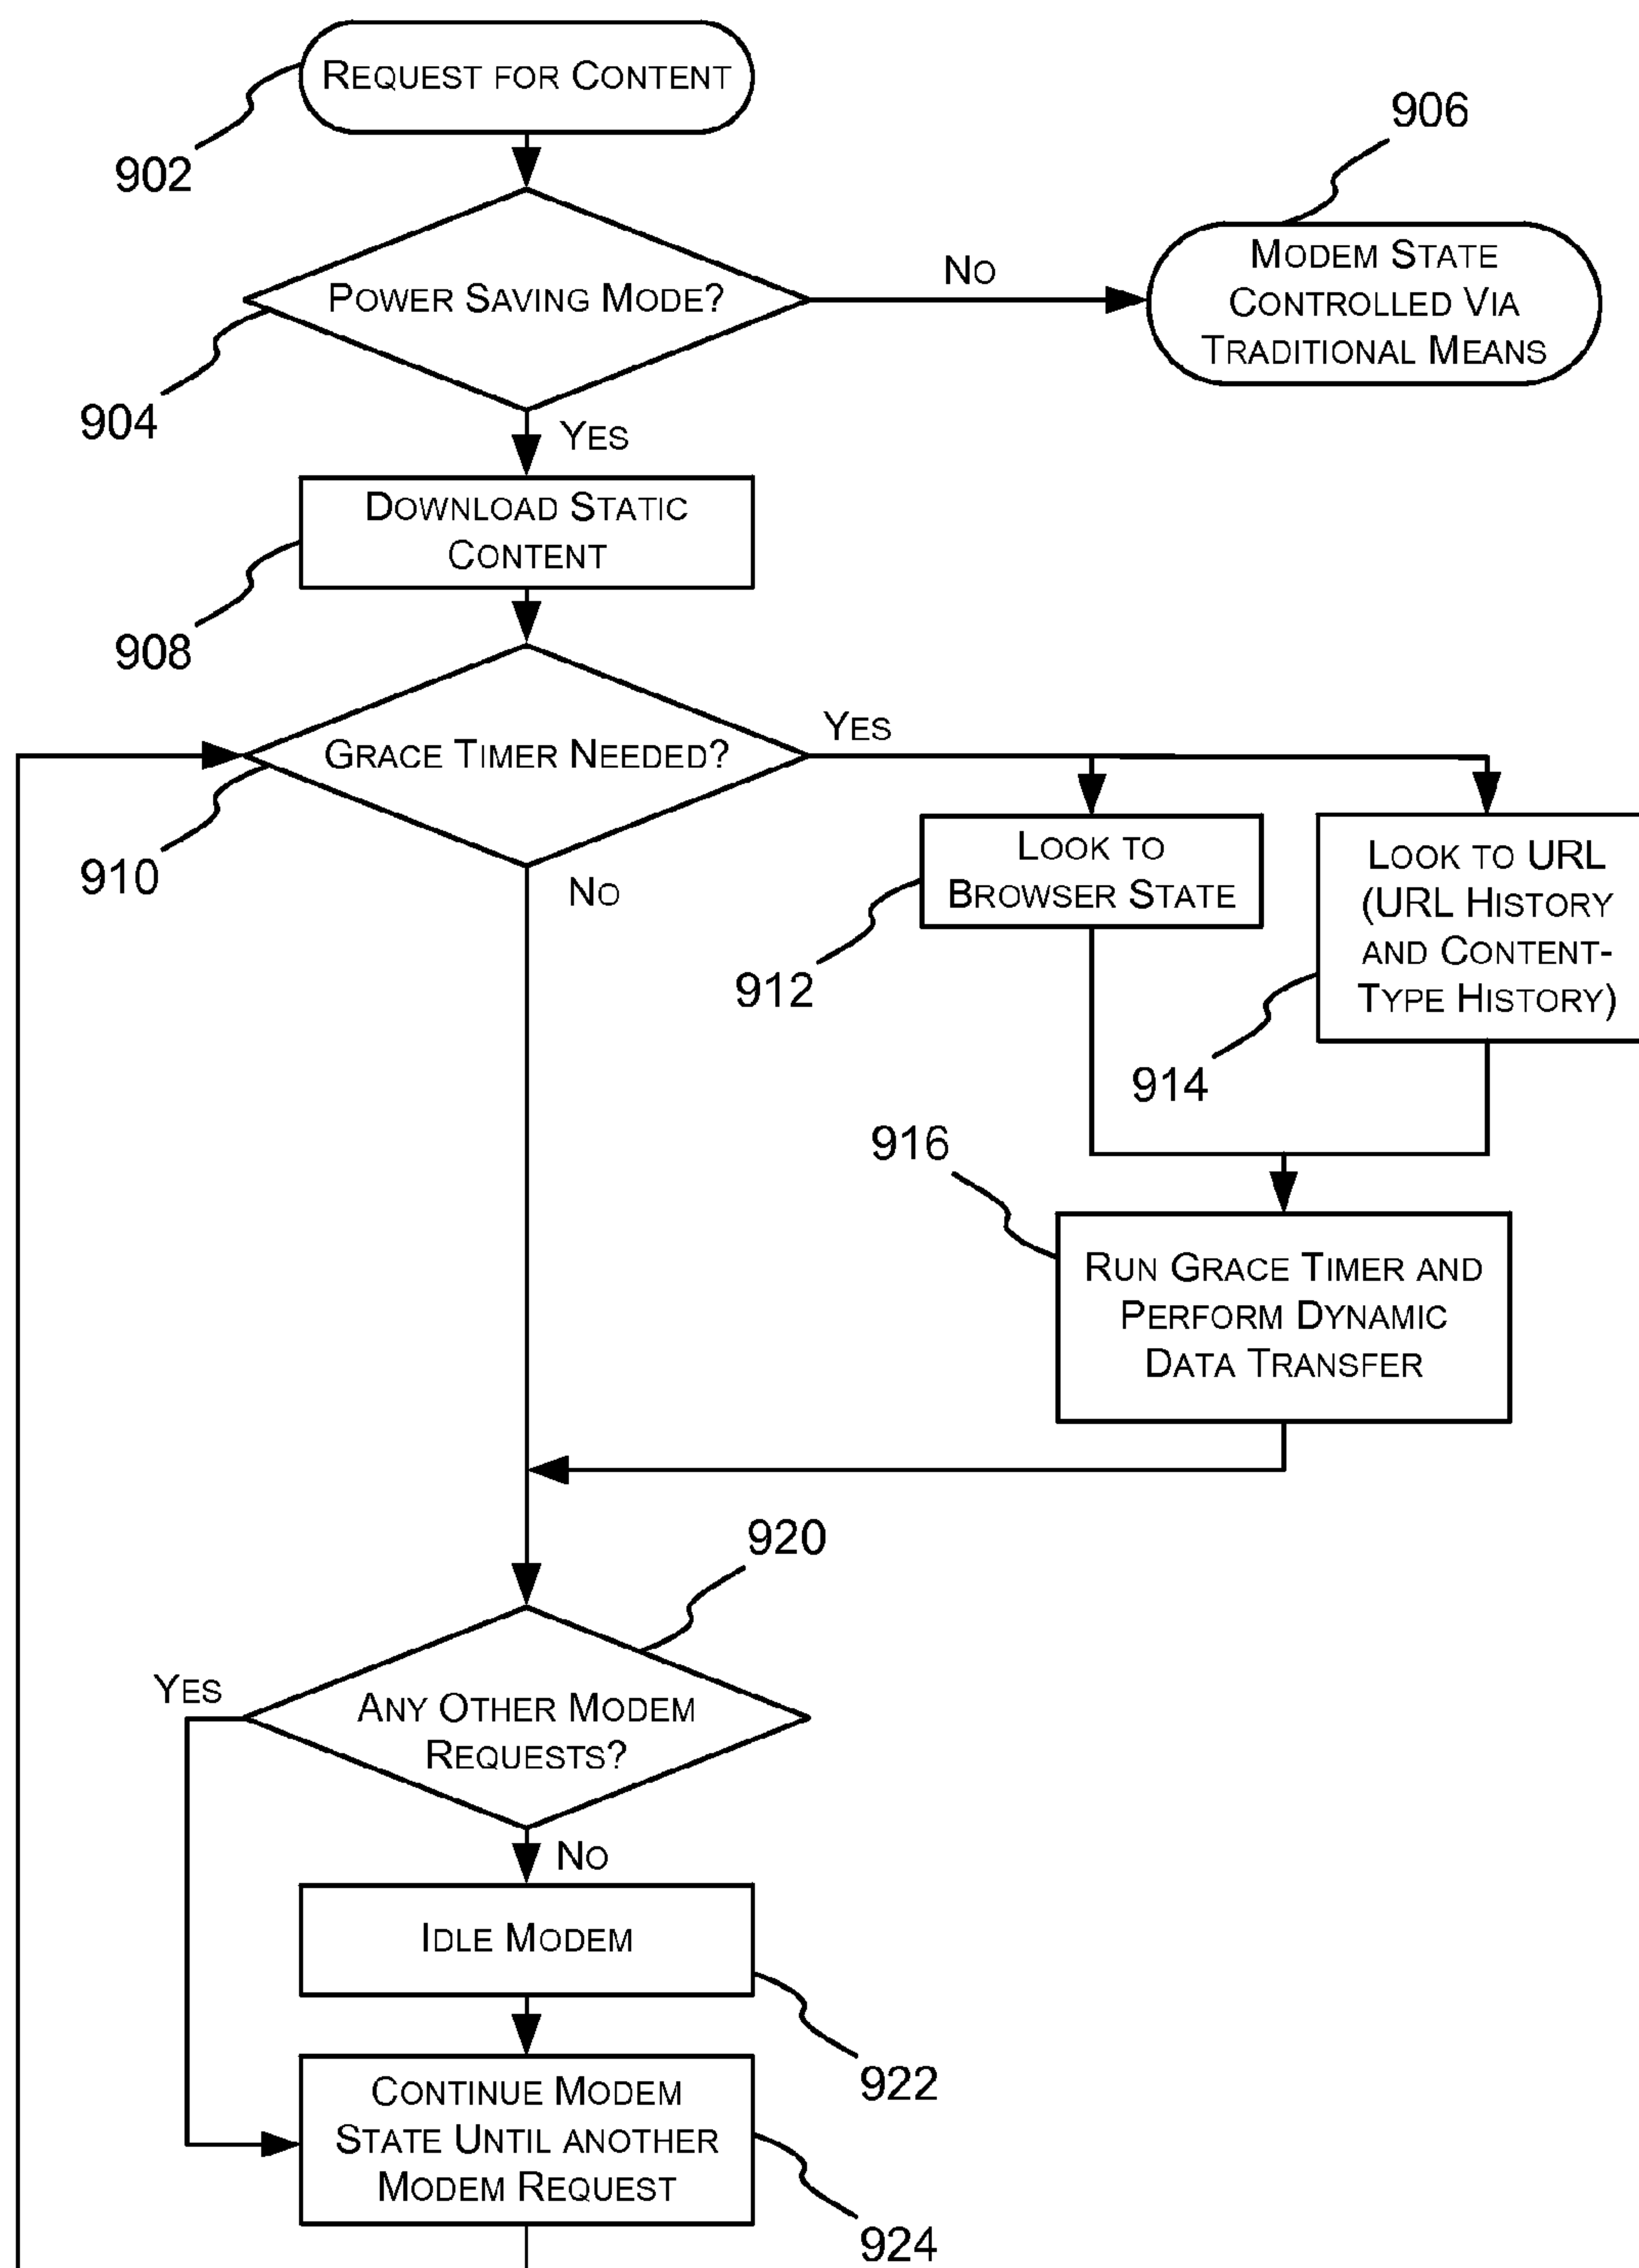 REQUEST FOR CONTENT
902
906
MODEM STATE
CONTROLLED VIA
TRADITIONAL MEANS
NO
POWER SAVING MODE?
904
YES
DOWNLOAD STATIC
CONTENT
908
YES
GRACE TIMER NEEDED?
910
NO
LOOK TO
BROWSER STATE
912
LOOK TO URL
(URL HISTORY
AND CONTENT-
TYPE HISTORY)
914
916
RUN GRACE TIMER AND
PERFORM DYNAMIC
DATA TRANSFER
920
YES
ANY OTHER MODEM
REQUESTS?
NO
IDLE MODEM
922
CONTINUE MODEM
STATE UNTIL ANOTHER
MODEM REQUEST
924